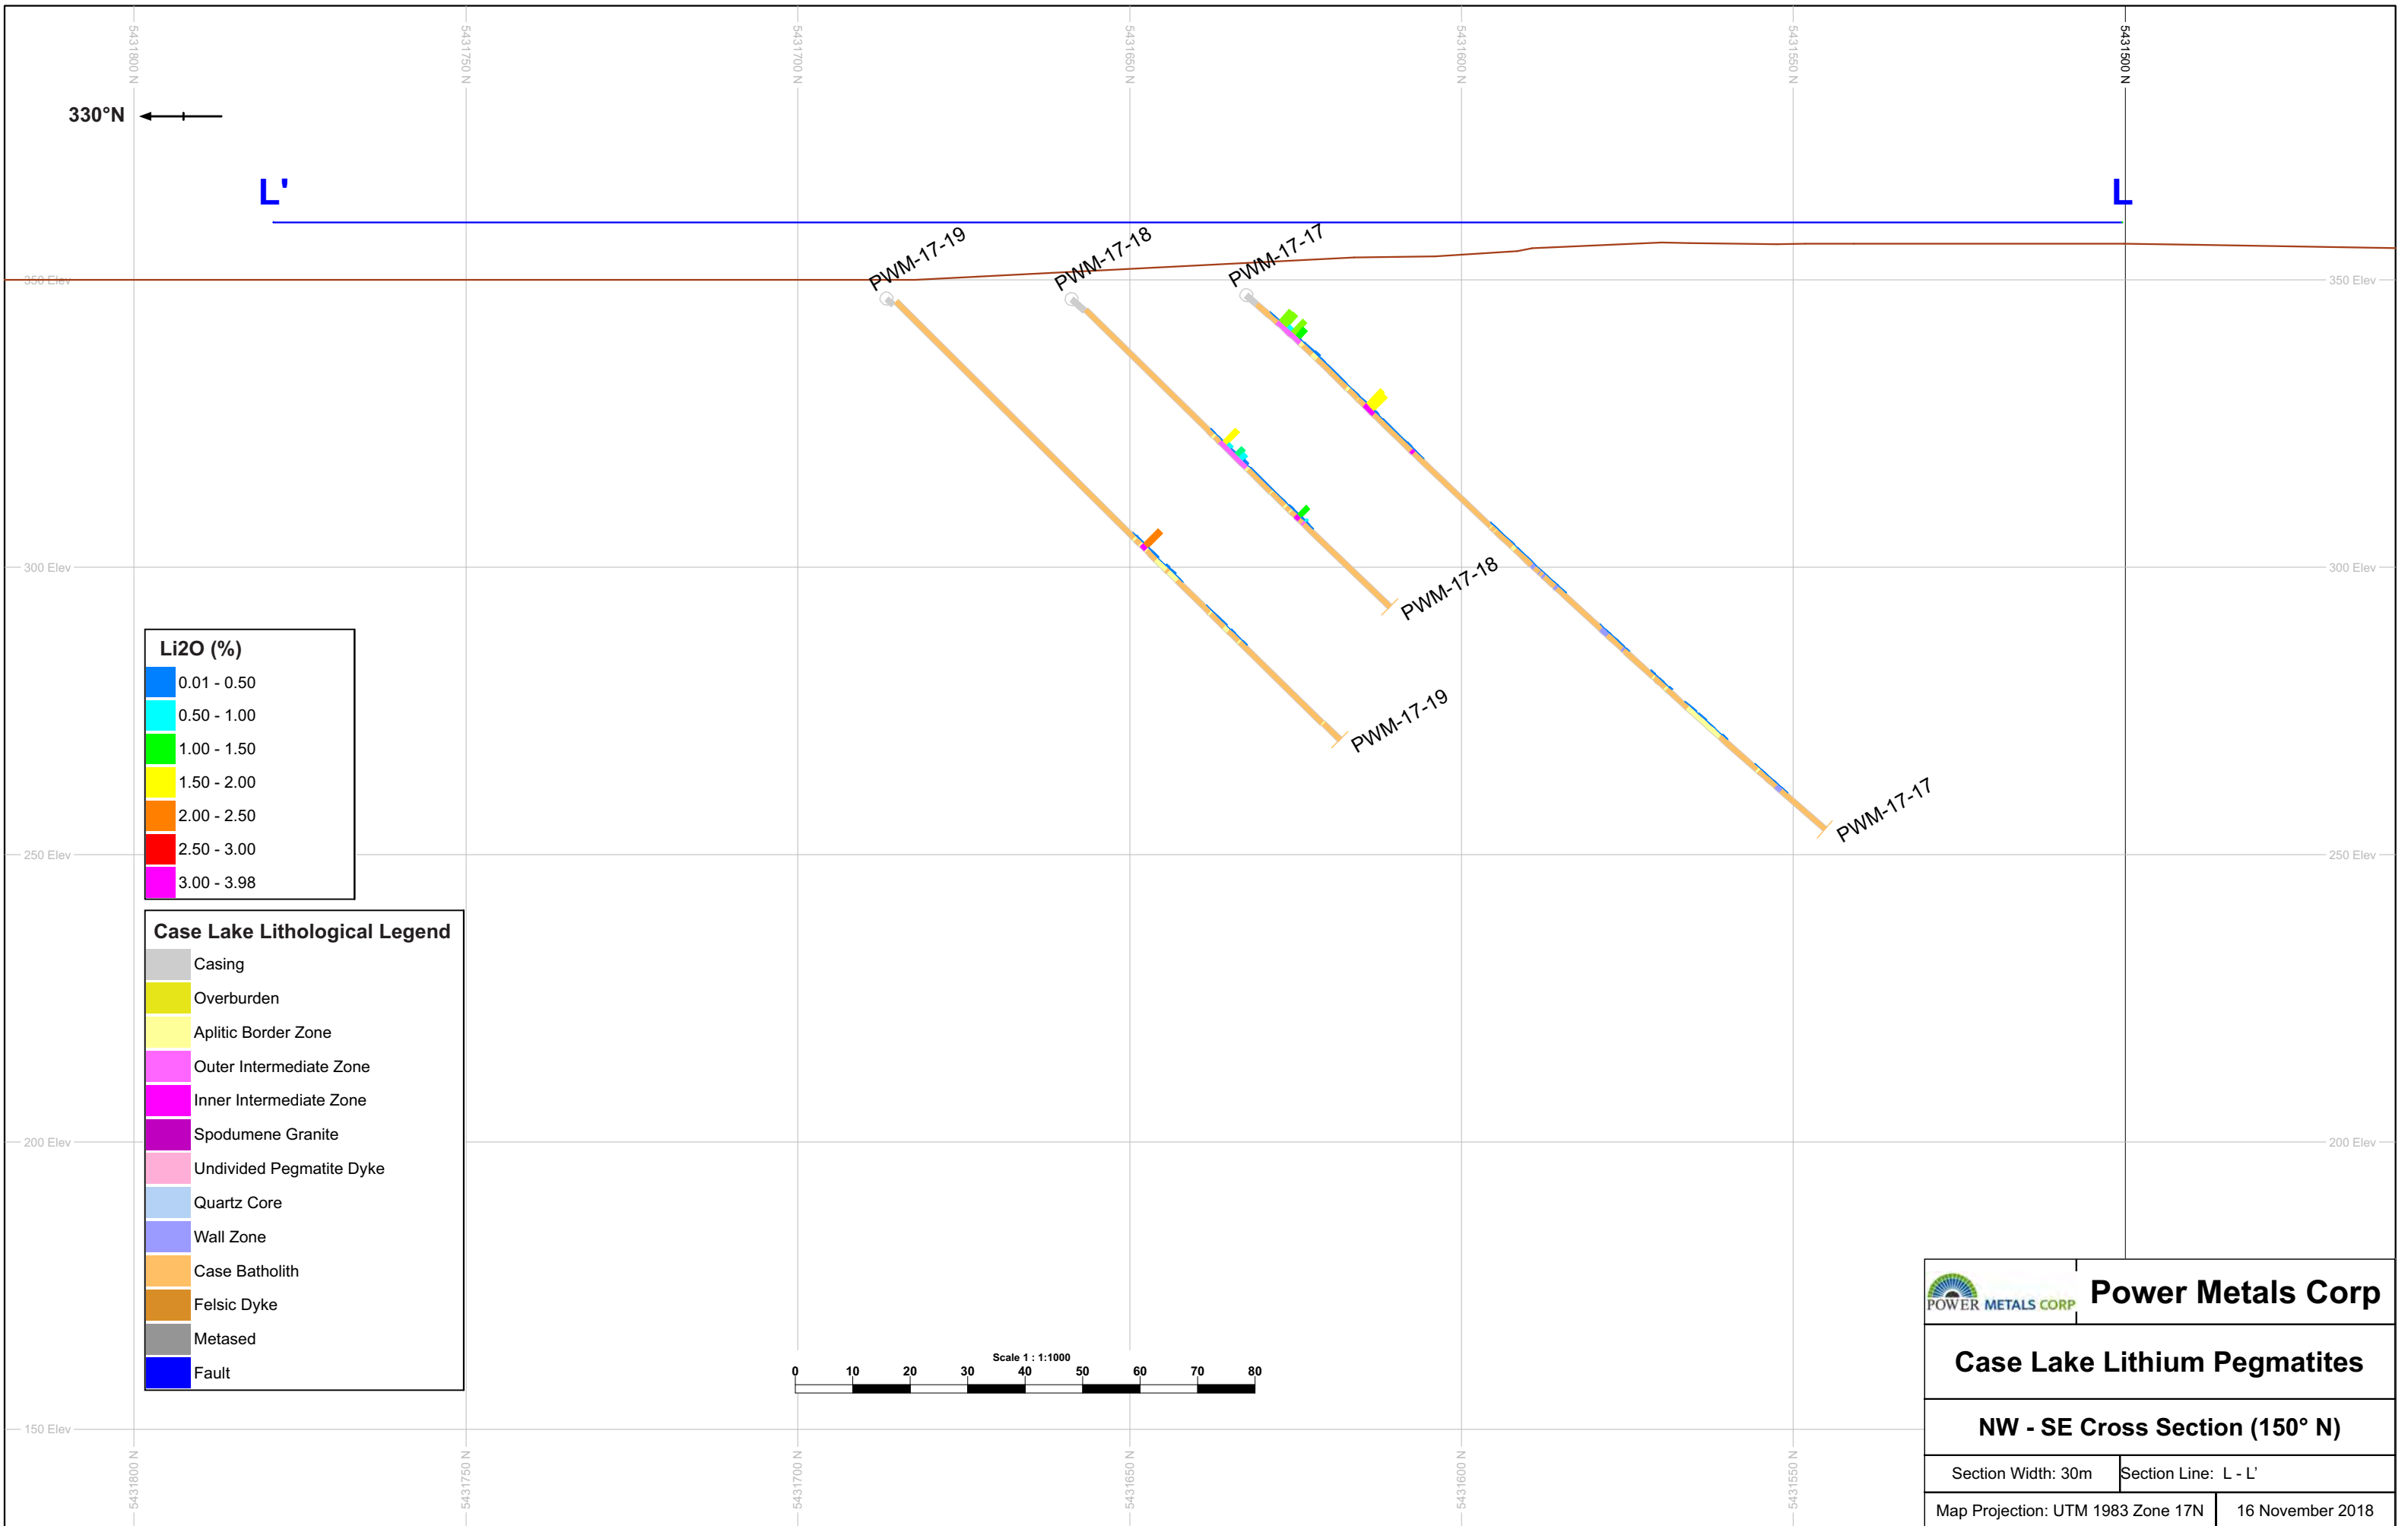 5431800 N
5431750 N
5431700 N
5431650 N
5431600 N
5431550 N
5431500 N
330°N
L'
L
PWM-17-19
PWM-17-18
PWM-17-17
350 Elev
350 Elev
300 Elev
300 Elev
PWM-17-18
PWM-17-19
PWM-17-17
250 Elev
250 Elev
200 Elev
200 Elev
150 Elev
Li2O (%)
0.01 - 0.50
0.50 - 1.00
1.00 - 1.50
1.50 - 2.00
2.00 - 2.50
2.50 - 3.00
3.00 - 3.98
Case Lake Lithological Legend
Casing
Overburden
Aplitic Border Zone
Outer Intermediate Zone
Inner Intermediate Zone
Spodumene Granite
Undivided Pegmatite Dyke
Quartz Core
Wall Zone
Case Batholith
Felsic Dyke
Metased
Fault
Scale 1 : 1:1000
0 10 20 30 40 50 60 70 80
POWER METALS CORP
Power Metals Corp
Case Lake Lithium Pegmatites
NW - SE Cross Section (150° N)
Section Width: 30m
Section Line: L - L'
Map Projection: UTM 1983 Zone 17N
16 November 2018
5431800 N
5431750 N
5431700 N
5431650 N
5431600 N
5431550 N